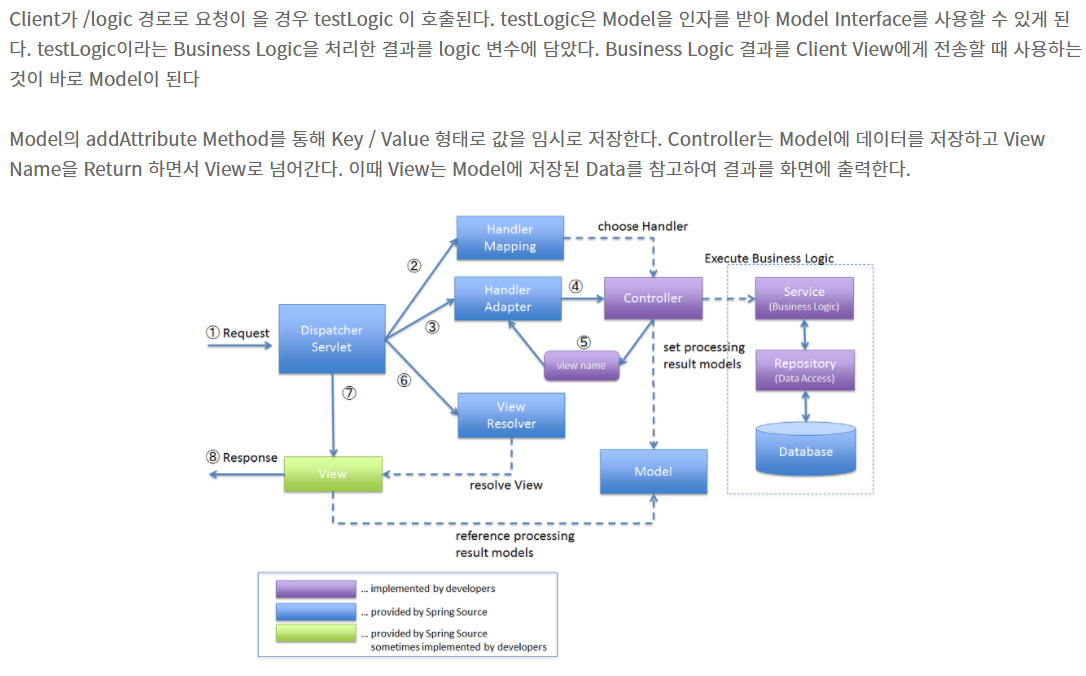 Client가 /logic 경로로 요청이 올 경우 testLogic 이 호출된다. testLogic은 Model을 인자를 받아 Model Interface를 사용할 수 있게 된
다. testLogic이라는 Business Logic을 처리한 결과를 logic 변수에 담았다. Business Logic 결과를 Client View에게 전송할 때 사용하는
것이 바로 Model이 된다
Model의 addAttribute Method를 통해 Key / Value 형태로 값을 임시로 저장한다. Controller는 Model에 데이터를 저장하고 View
Name을 Return 하면서 View로 넘어간다. 이때 View는 Model에 저장된 Data를 참고하여 결과를 화면에 출력한다.
Handler
Mapping
choose Handler
②
Execute Business Logic
Handler
Adapter
④
Controller
Service
(Business Logic)
① Request
Dispatcher
Servlet
③
⑤
view name
set processing
result models
Repository
(Data Access)
⑥
⑦
View
Resolver
Database
⑧ Response
View
resolve View
Model
reference processing
result models
... implemented by developers
... provided by Spring Source
... provided by Spring Source
sometimes implemented by developers